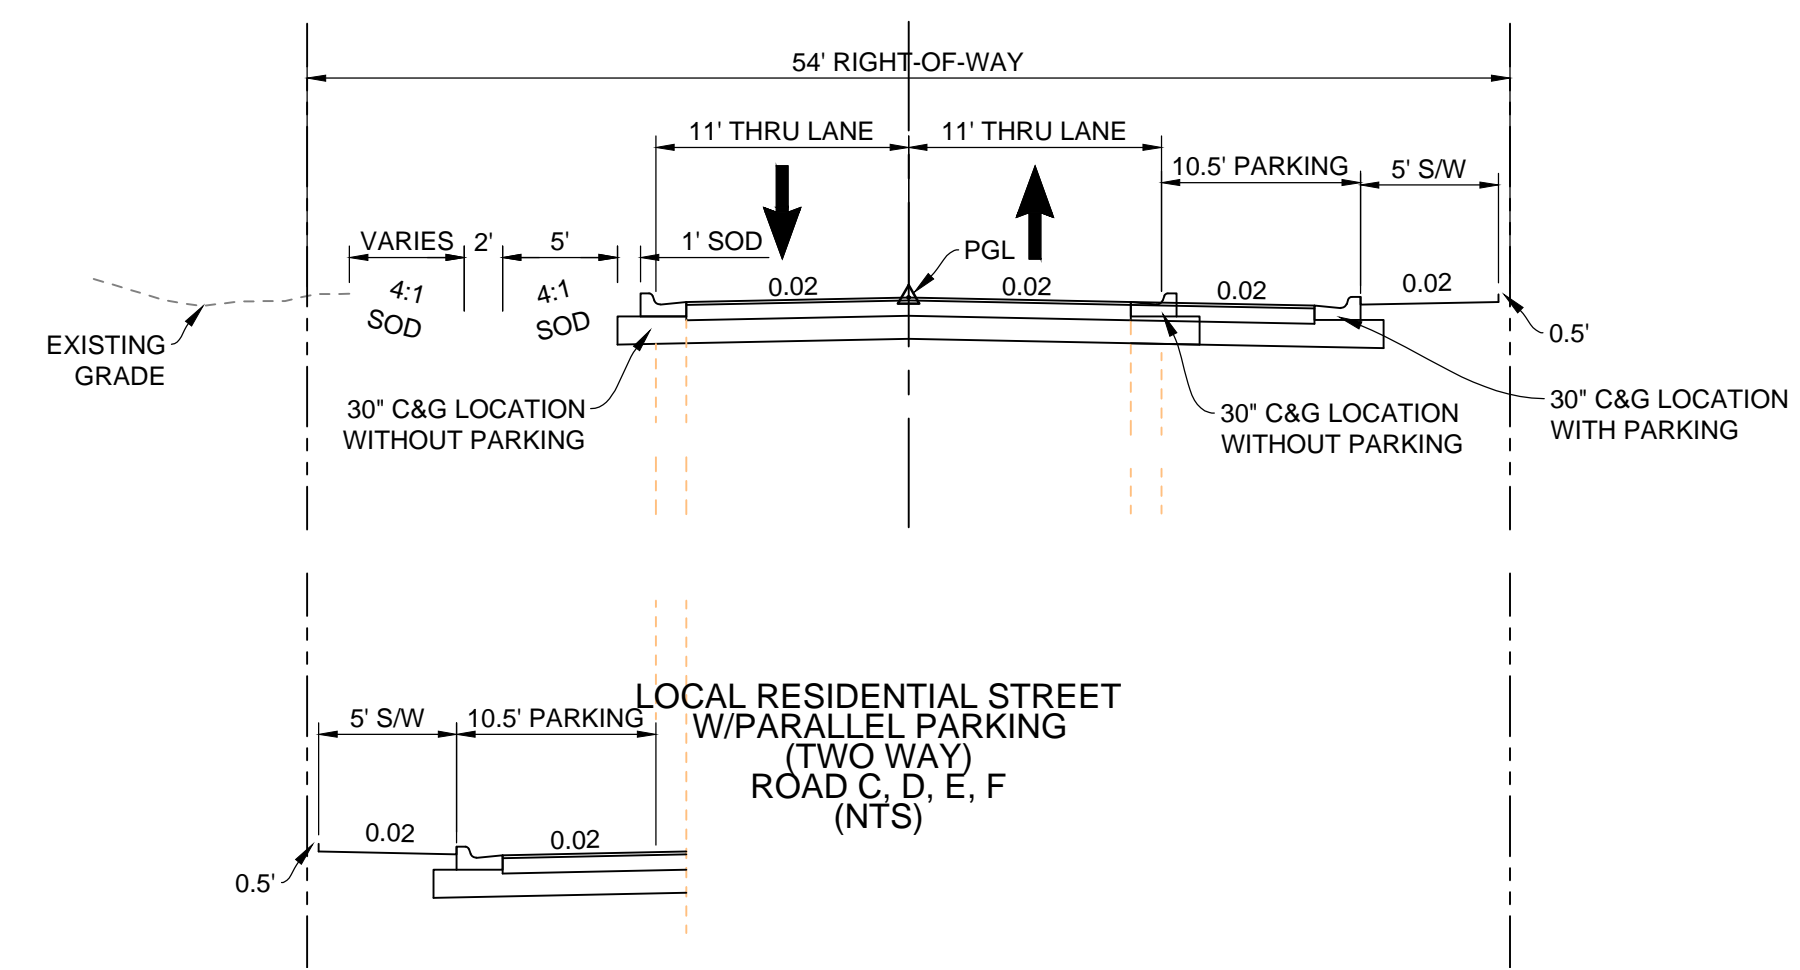 54' RIGHT-OF-WAY
11' THRU LANE
11' THRU LANE
10.5' PARKING
5' S/W
VARIES
2'
5'
1' SOD
PGL
4:1
SOD
4:1
SOD
0.02
0.02
0.02
0.02
EXISTING
GRADE
0.5'
30" C&G LOCATION
WITHOUT PARKING
30" C&G LOCATION
WITHOUT PARKING
30" C&G LOCATION
WITH PARKING
LOCAL RESIDENTIAL STREET
W/PARALLEL PARKING
(TWO WAY)
ROAD C, D, E, F
(NTS)
5' S/W
10.5' PARKING
0.02
0.02
0.5'